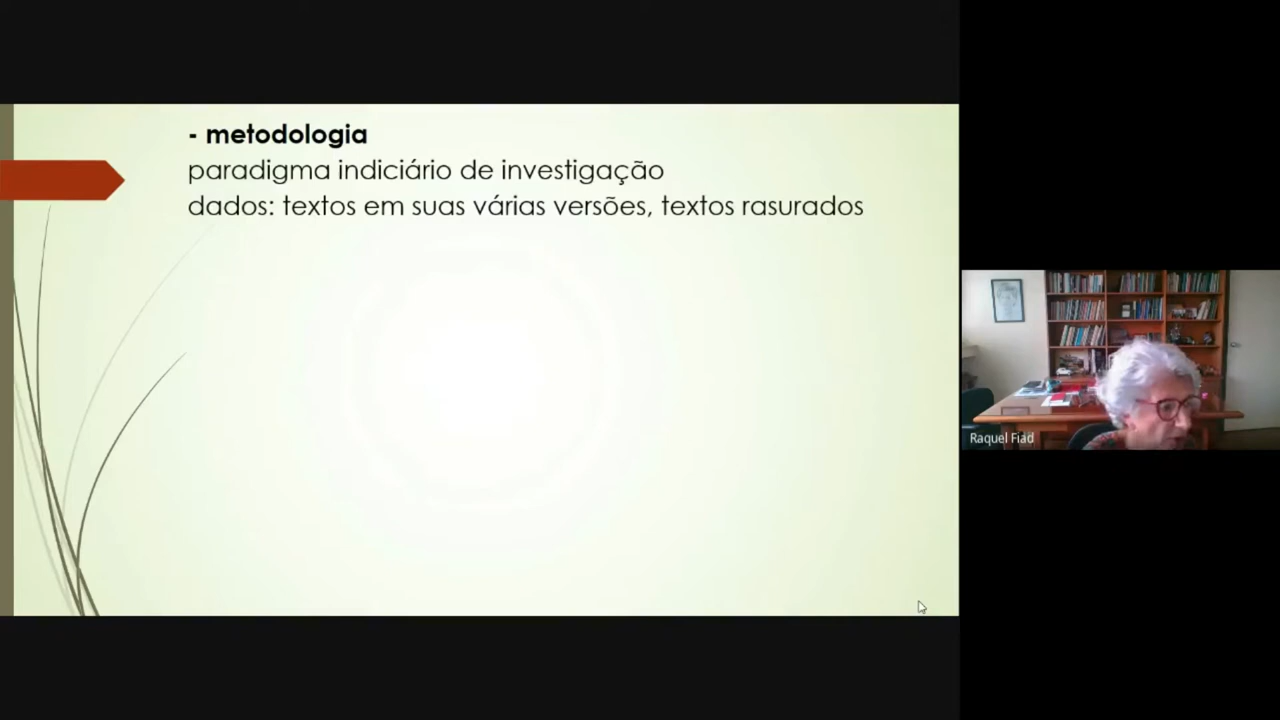 - metodologia
paradigma indiciário de investigação
dados: textos em suas várias versões, textos rasurados
Raquel Fiad